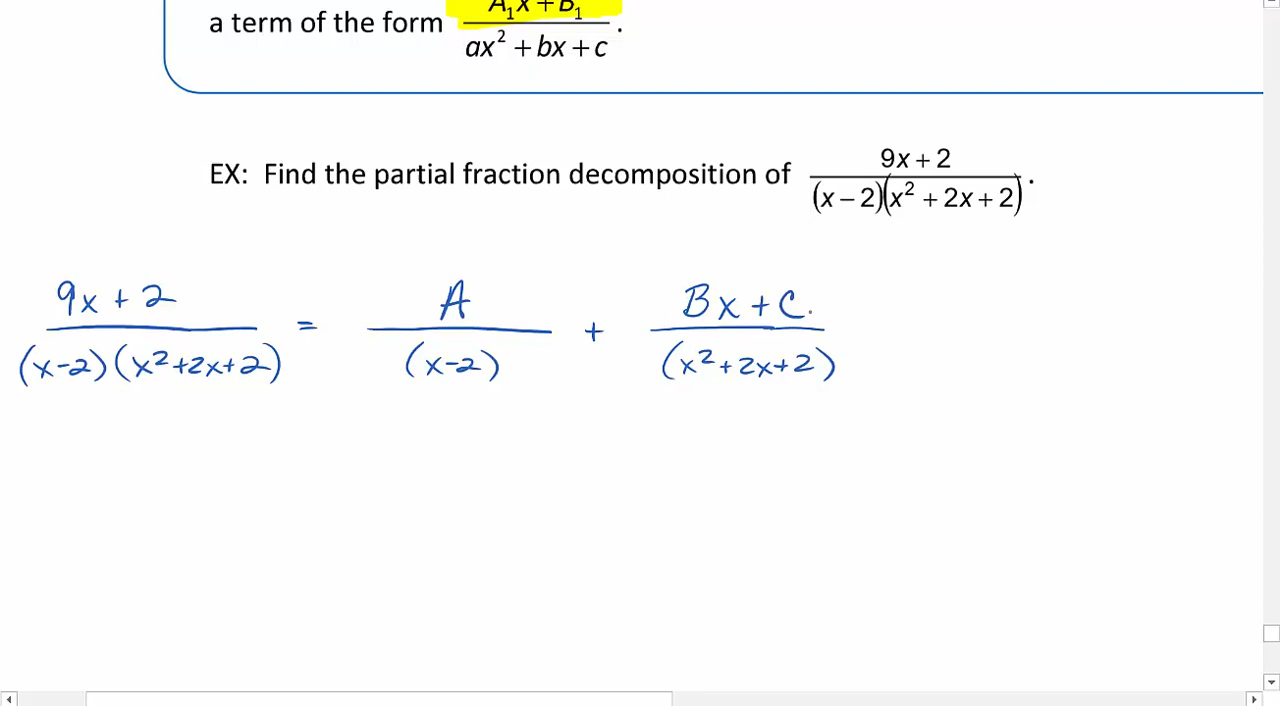 A₁x + B₁
a term of the form ———.
ax² + bx + c
EX: Find the partial fraction decomposition of (9x + 2)/((x − 2)(x² + 2x + 2)).
9x + 2 = A + Bx + C.
(x-2)(x²+2x+2) (x-2) (x²+2x+2)